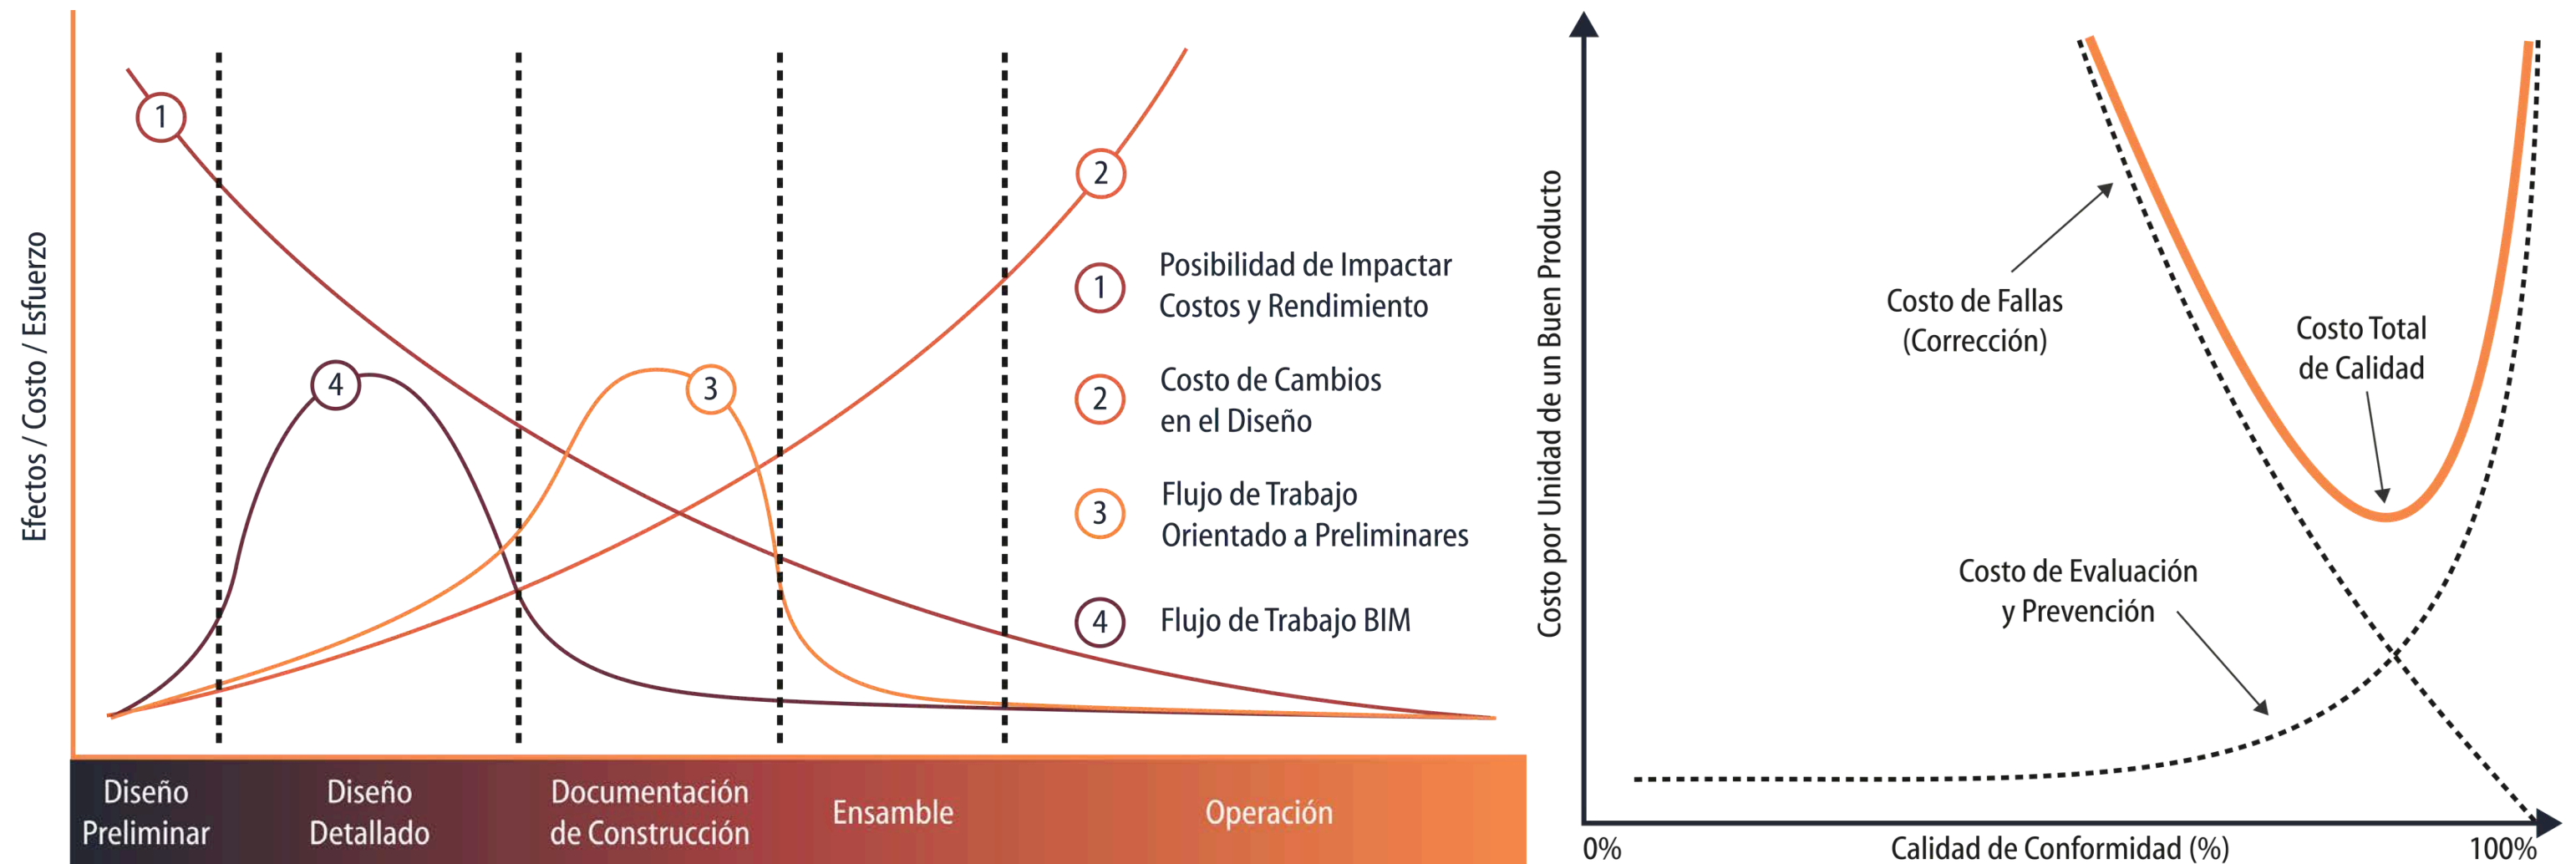 Efectos / Costo / Esfuerzo
1
2
3
4
1
Posibilidad de Impactar
Costos y Rendimiento
2
Costo de Cambios
en el Diseño
3
Flujo de Trabajo
Orientado a Preliminares
4
Flujo de Trabajo BIM
Diseño
Preliminar
Diseño
Detallado
Documentación
de Construcción
Ensamble
Operación
Costo por Unidad de un Buen Producto
Costo de Fallas
(Corrección)
Costo Total
de Calidad
Costo de Evaluación
y Prevención
0%
Calidad de Conformidad (%)
100%